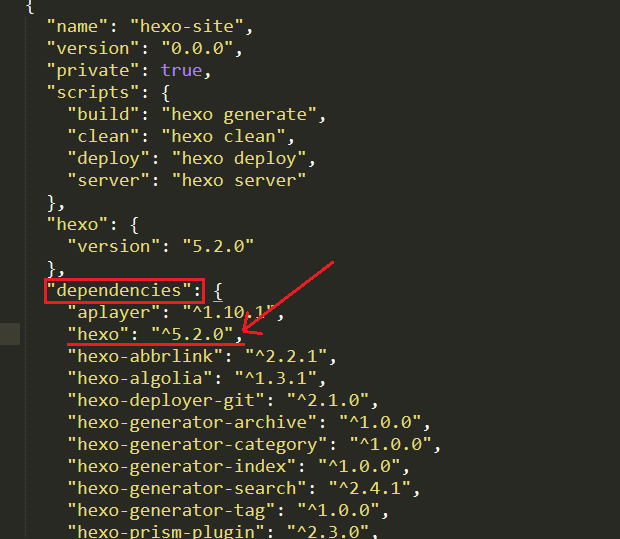 {
"name": "hexo-site",
"version": "0.0.0",
"private": true,
"scripts": {
"build": "hexo generate",
"clean": "hexo clean",
"deploy": "hexo deploy",
"server": "hexo server"
},
"hexo": {
"version": "5.2.0"
},
"dependencies": {
"aplayer": "^1.10.1",
"hexo": "^5.2.0",
"hexo-abbrlink": "^2.2.1",
"hexo-algolia": "^1.3.1",
"hexo-deployer-git": "^2.1.0",
"hexo-generator-archive": "^1.0.0",
"hexo-generator-category": "^1.0.0",
"hexo-generator-index": "^1.0.0",
"hexo-generator-search": "^2.4.1",
"hexo-generator-tag": "^1.0.0",
"hexo-prism-plugin": "^2.3.0",